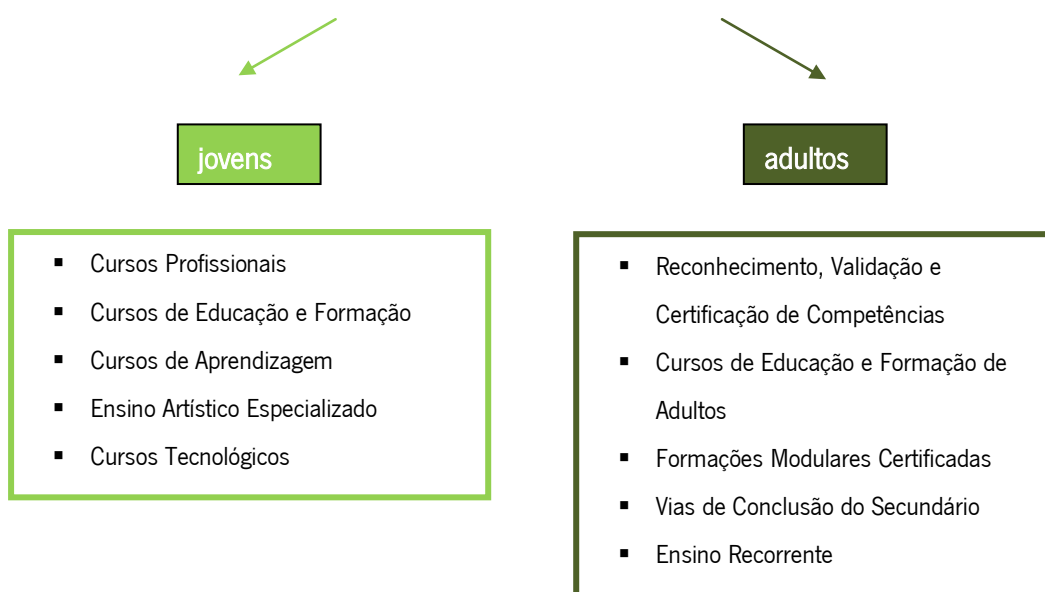 jovens
adultos
▪ Cursos Profissionais
▪ Cursos de Educação e Formação
▪ Cursos de Aprendizagem
▪ Ensino Artístico Especializado
▪ Cursos Tecnológicos
▪ Reconhecimento, Validação e
Certificação de Competências
▪ Cursos de Educação e Formação de
Adultos
▪ Formações Modulares Certificadas
▪ Vias de Conclusão do Secundário
▪ Ensino Recorrente